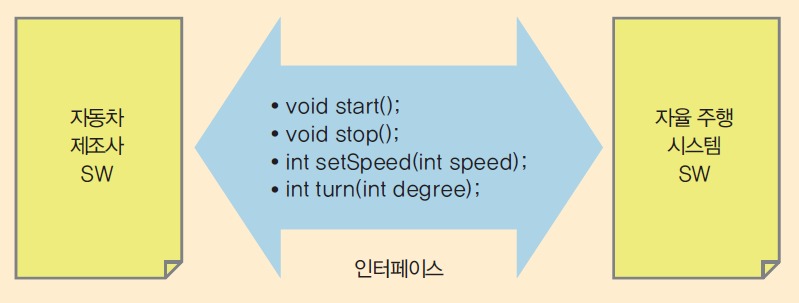 자동차
제조사
SW
• void start();
• void stop();
• int setSpeed(int speed);
• int turn(int degree);
인터페이스
자율 주행
시스템
SW